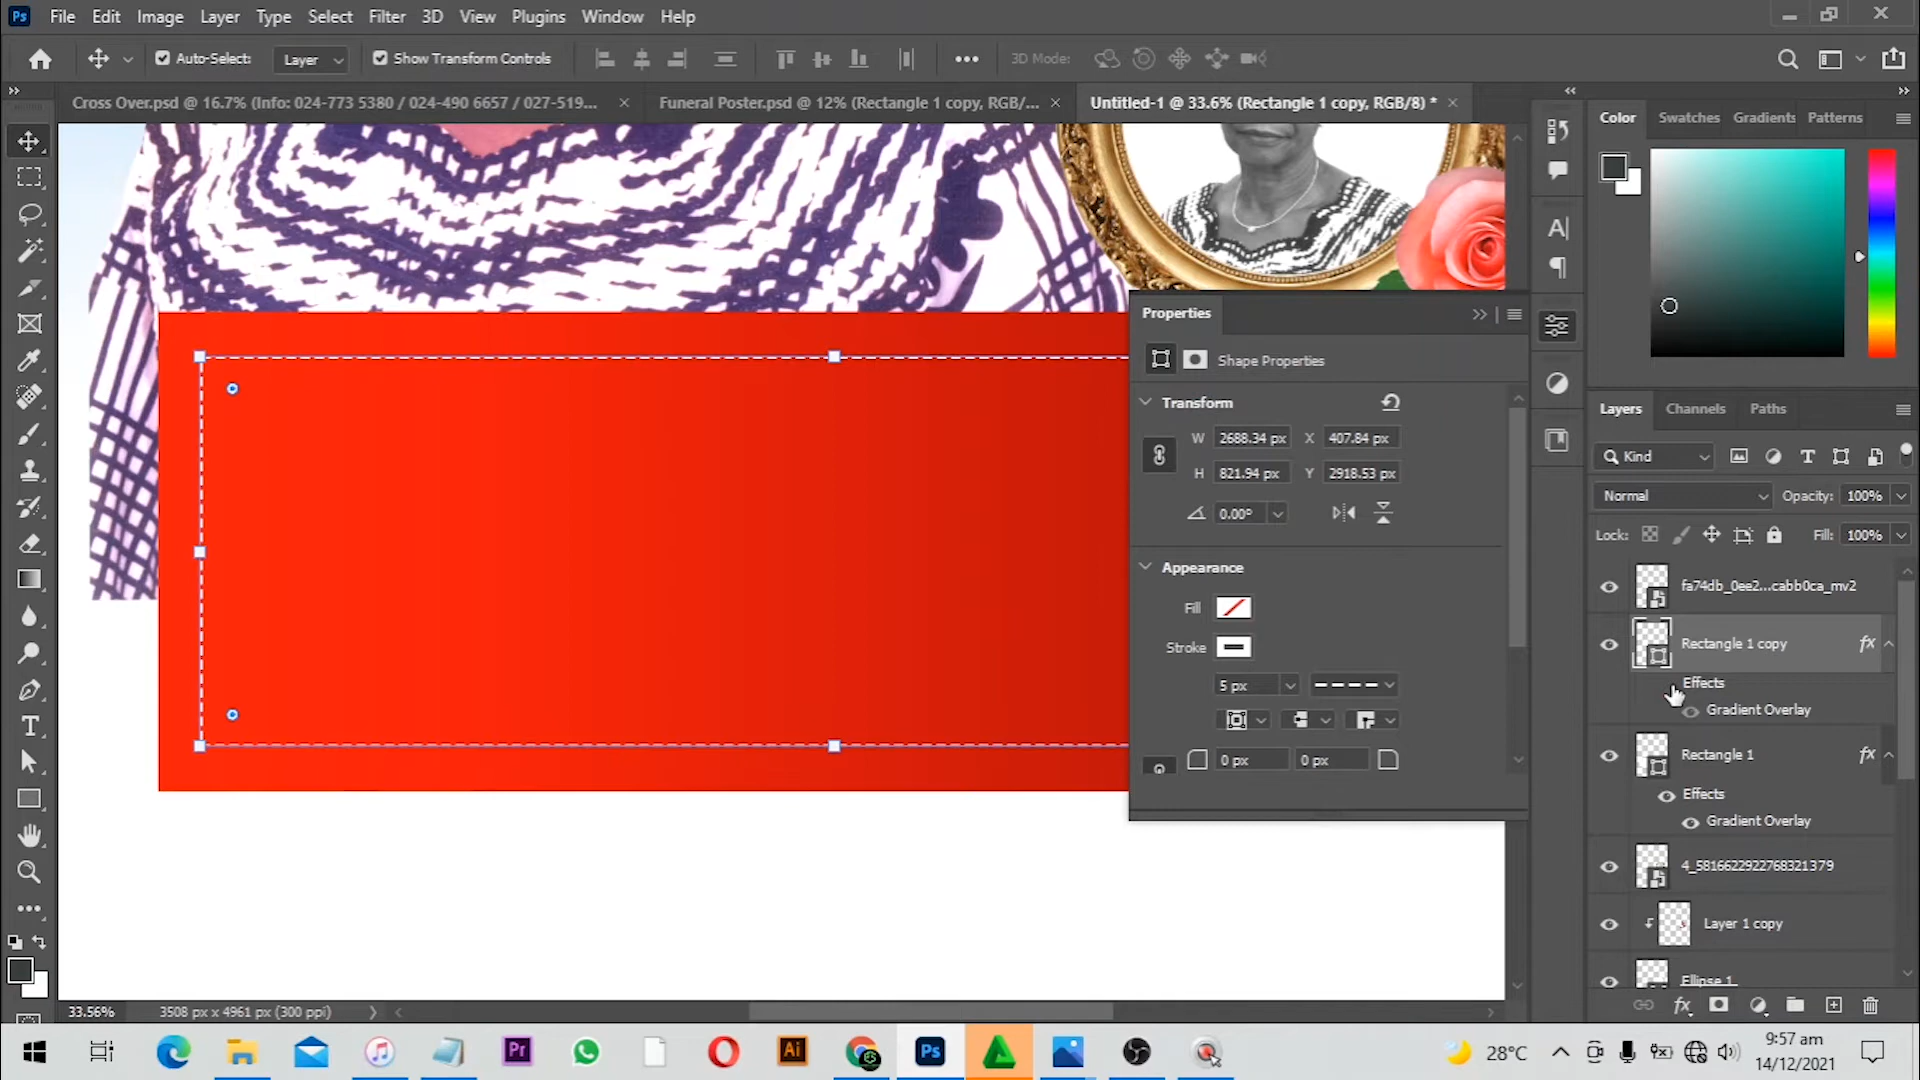 Ps File Edit Image Layer Type Select Filter 3D View Plugins Window Help
Auto-Select: Layer Show Transform Controls 3D Mode:
Cross Over.psd @ 16.7% (Info: 024-773 5380 / 024-490 6657 / 027-519... Funeral Poster.psd @ 12% (Rectangle 1 copy, RGB/... Untitled-1 @ 33.6% (Rectangle 1 copy, RGB/8) *
Color Swatches Gradients Patterns
Properties
Shape Properties
Transform
W 2688.34 px X 407.84 px
H 821.94 px Y 2918.53 px
0.00°
Appearance
Fill
Stroke
5 px
0 px 0 px
Layers Channels Paths
Kind
Normal Opacity: 100%
Lock: Fill: 100%
fa74db_0ee2...cabb0ca_mv2
Rectangle 1 copy fx
Effects
Gradient Overlay
Rectangle 1 fx
Effects
Gradient Overlay
4_5816622922768321379
Layer 1 copy
Ellipse 1
33.56% 3508 px x 4961 px (300 ppi)
Pr Ai Ps
28°C
9:57 am
14/12/2021